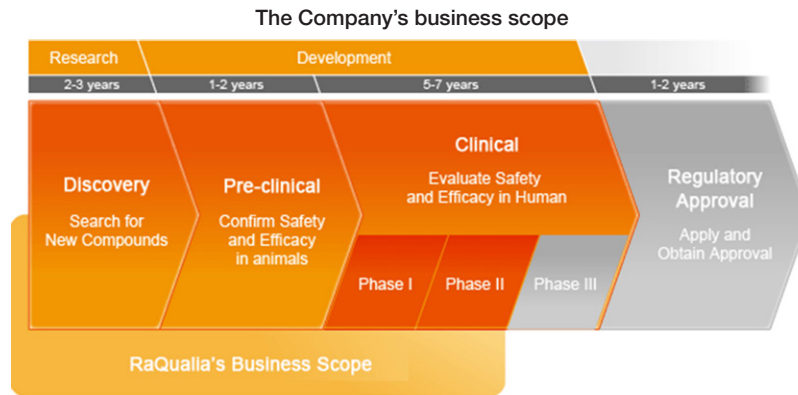 The Company’s business scope
Research
Development
2-3 years
1-2 years
5-7 years
1-2 years
Discovery
Search for
New Compounds
Pre-clinical
Confirm Safety
and Efficacy
in animals
Clinical
Evaluate Safety
and Efficacy in Human
Phase I
Phase II
Phase III
Regulatory
Approval
Apply and
Obtain Approval
RaQualia's Business Scope